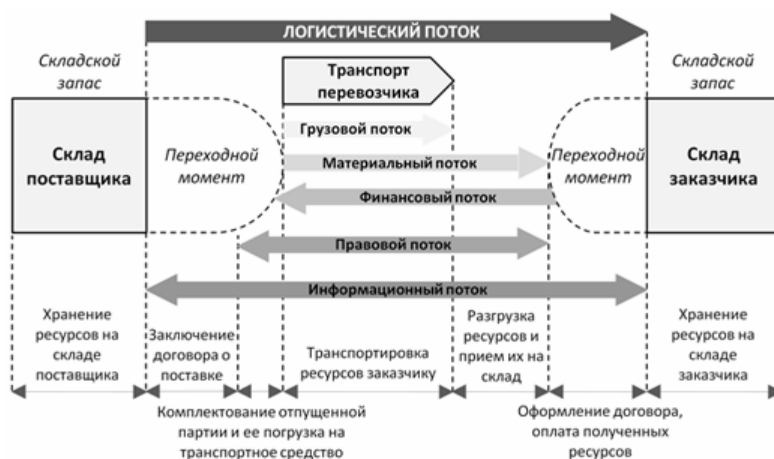 ЛОГИСТИЧЕСКИЙ ПОТОК
Складской
запас
Транспорт
перевозчика
Складской
запас
Грузовой поток
Склад
поставщика
Переходной
момент
Материальный поток
Переходной
момент
Склад
заказчика
Финансовый поток
Правовой поток
Информационный поток
Хранение
ресурсов на
складе
поставщика
Заключение
договора о
поставке
Транспортировка
ресурсов заказчику
Разгрузка
ресурсов и
прием их на
склад
Хранение
ресурсов на
складе
заказчика
Комплектование отпущенной
партии и ее погрузка на
транспортное средство
Оформление договора,
оплата полученных
ресурсов